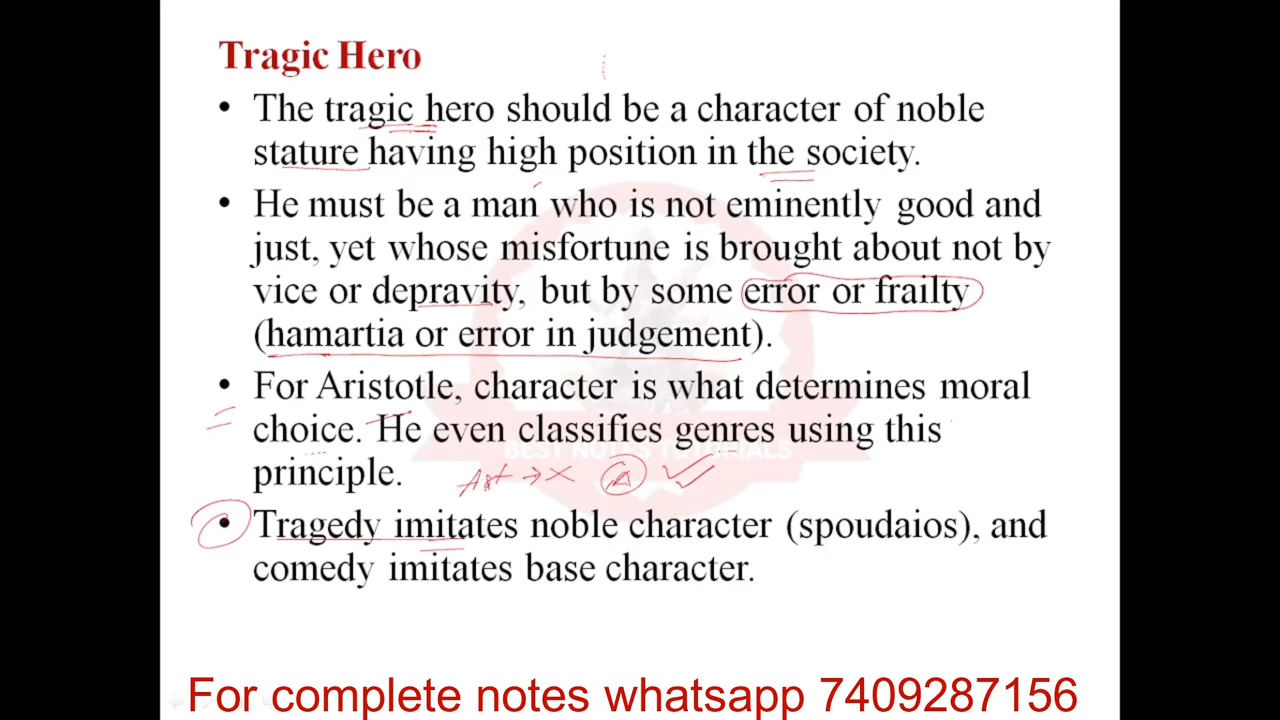 Tragic Hero
• The tragic hero should be a character of noble
stature having high position in the society.
• He must be a man who is not eminently good and
just, yet whose misfortune is brought about not by
vice or depravity, but by some error or frailty
(hamartia or error in judgement).
• For Aristotle, character is what determines moral
choice. He even classifies genres using this
principle.
• Tragedy imitates noble character (spoudaios), and
comedy imitates base character.
BEST NOTES TUTORIALS
For complete notes whatsapp 7409287156